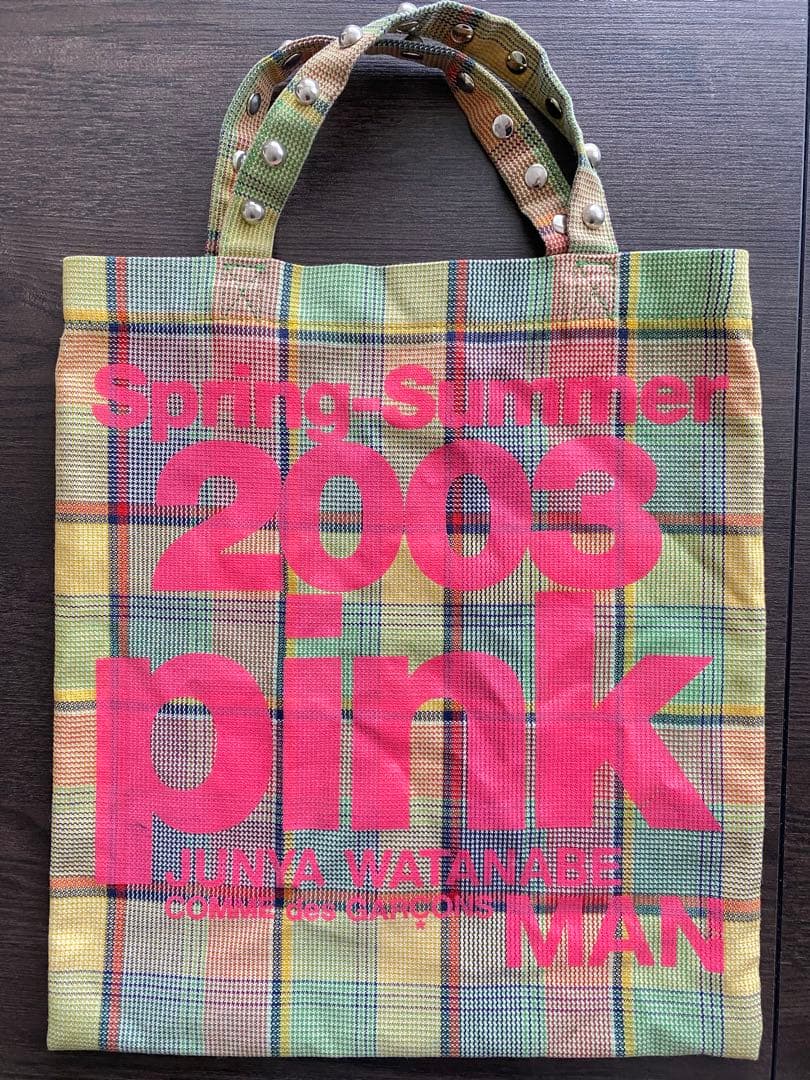 Spring-Summer
2003
pink
JUNYA WATANABE
COMME des GARÇONS
MAN